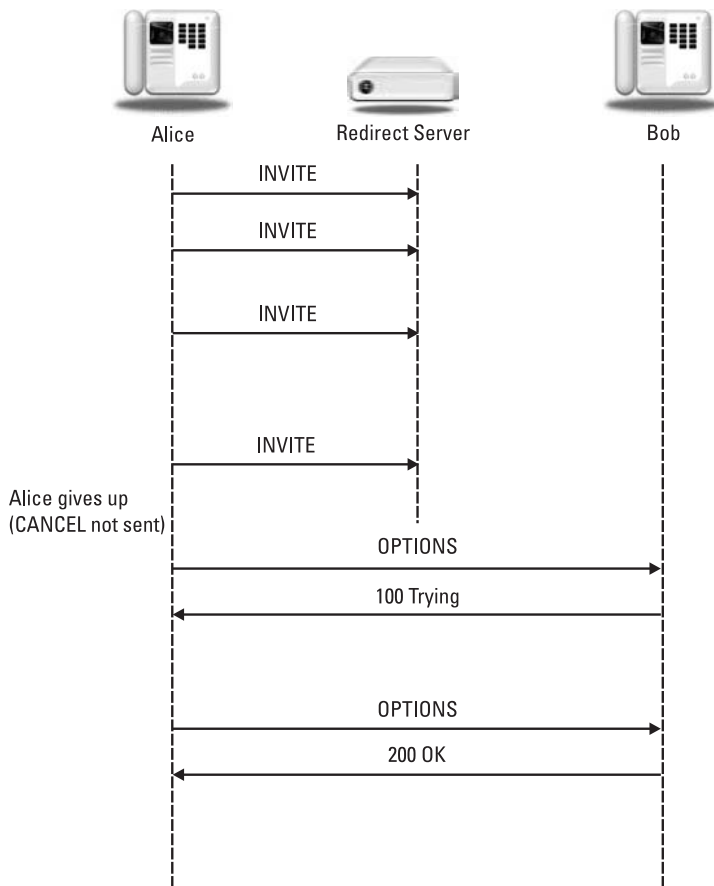 Alice
Redirect Server
Bob
INVITE
INVITE
INVITE
INVITE
Alice gives up
(CANCEL not sent)
OPTIONS
100 Trying
OPTIONS
200 OK